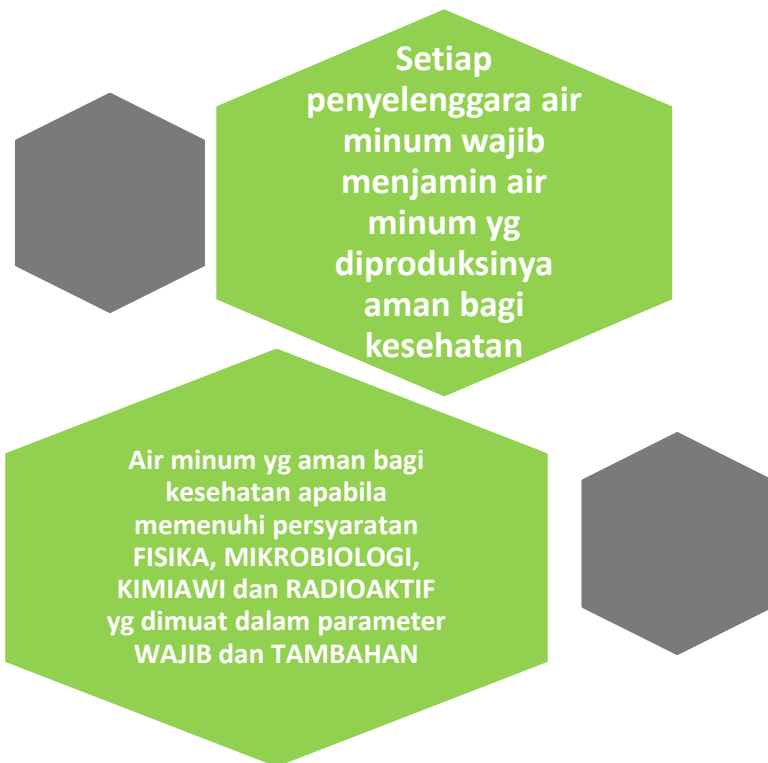 Setiap
penyelenggara air
minum wajib
menjamin air
minum yg
diproduksinya
aman bagi
kesehatan
Air minum yg aman bagi
kesehatan apabila
memenuhi persyaratan
FISIKA, MIKROBIOLOGI,
KIMIAWI dan RADIOAKTIF
yg dimuat dalam parameter
WAJIB dan TAMBAHAN